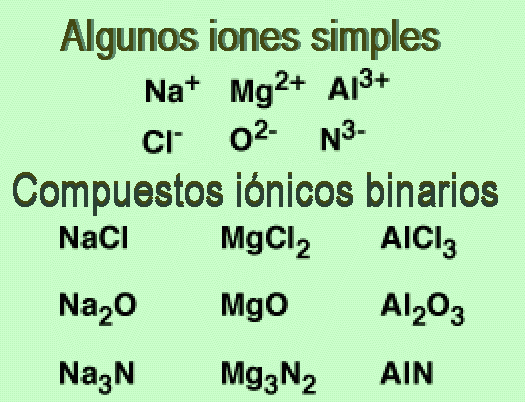 Algunos iones simples
Na⁺ Mg²⁺ Al³⁺
Cl⁻ O²⁻ N³⁻
Compuestos iónicos binarios
NaCl MgCl₂ AlCl₃
Na₂O MgO Al₂O₃
Na₃N Mg₃N₂ AlN